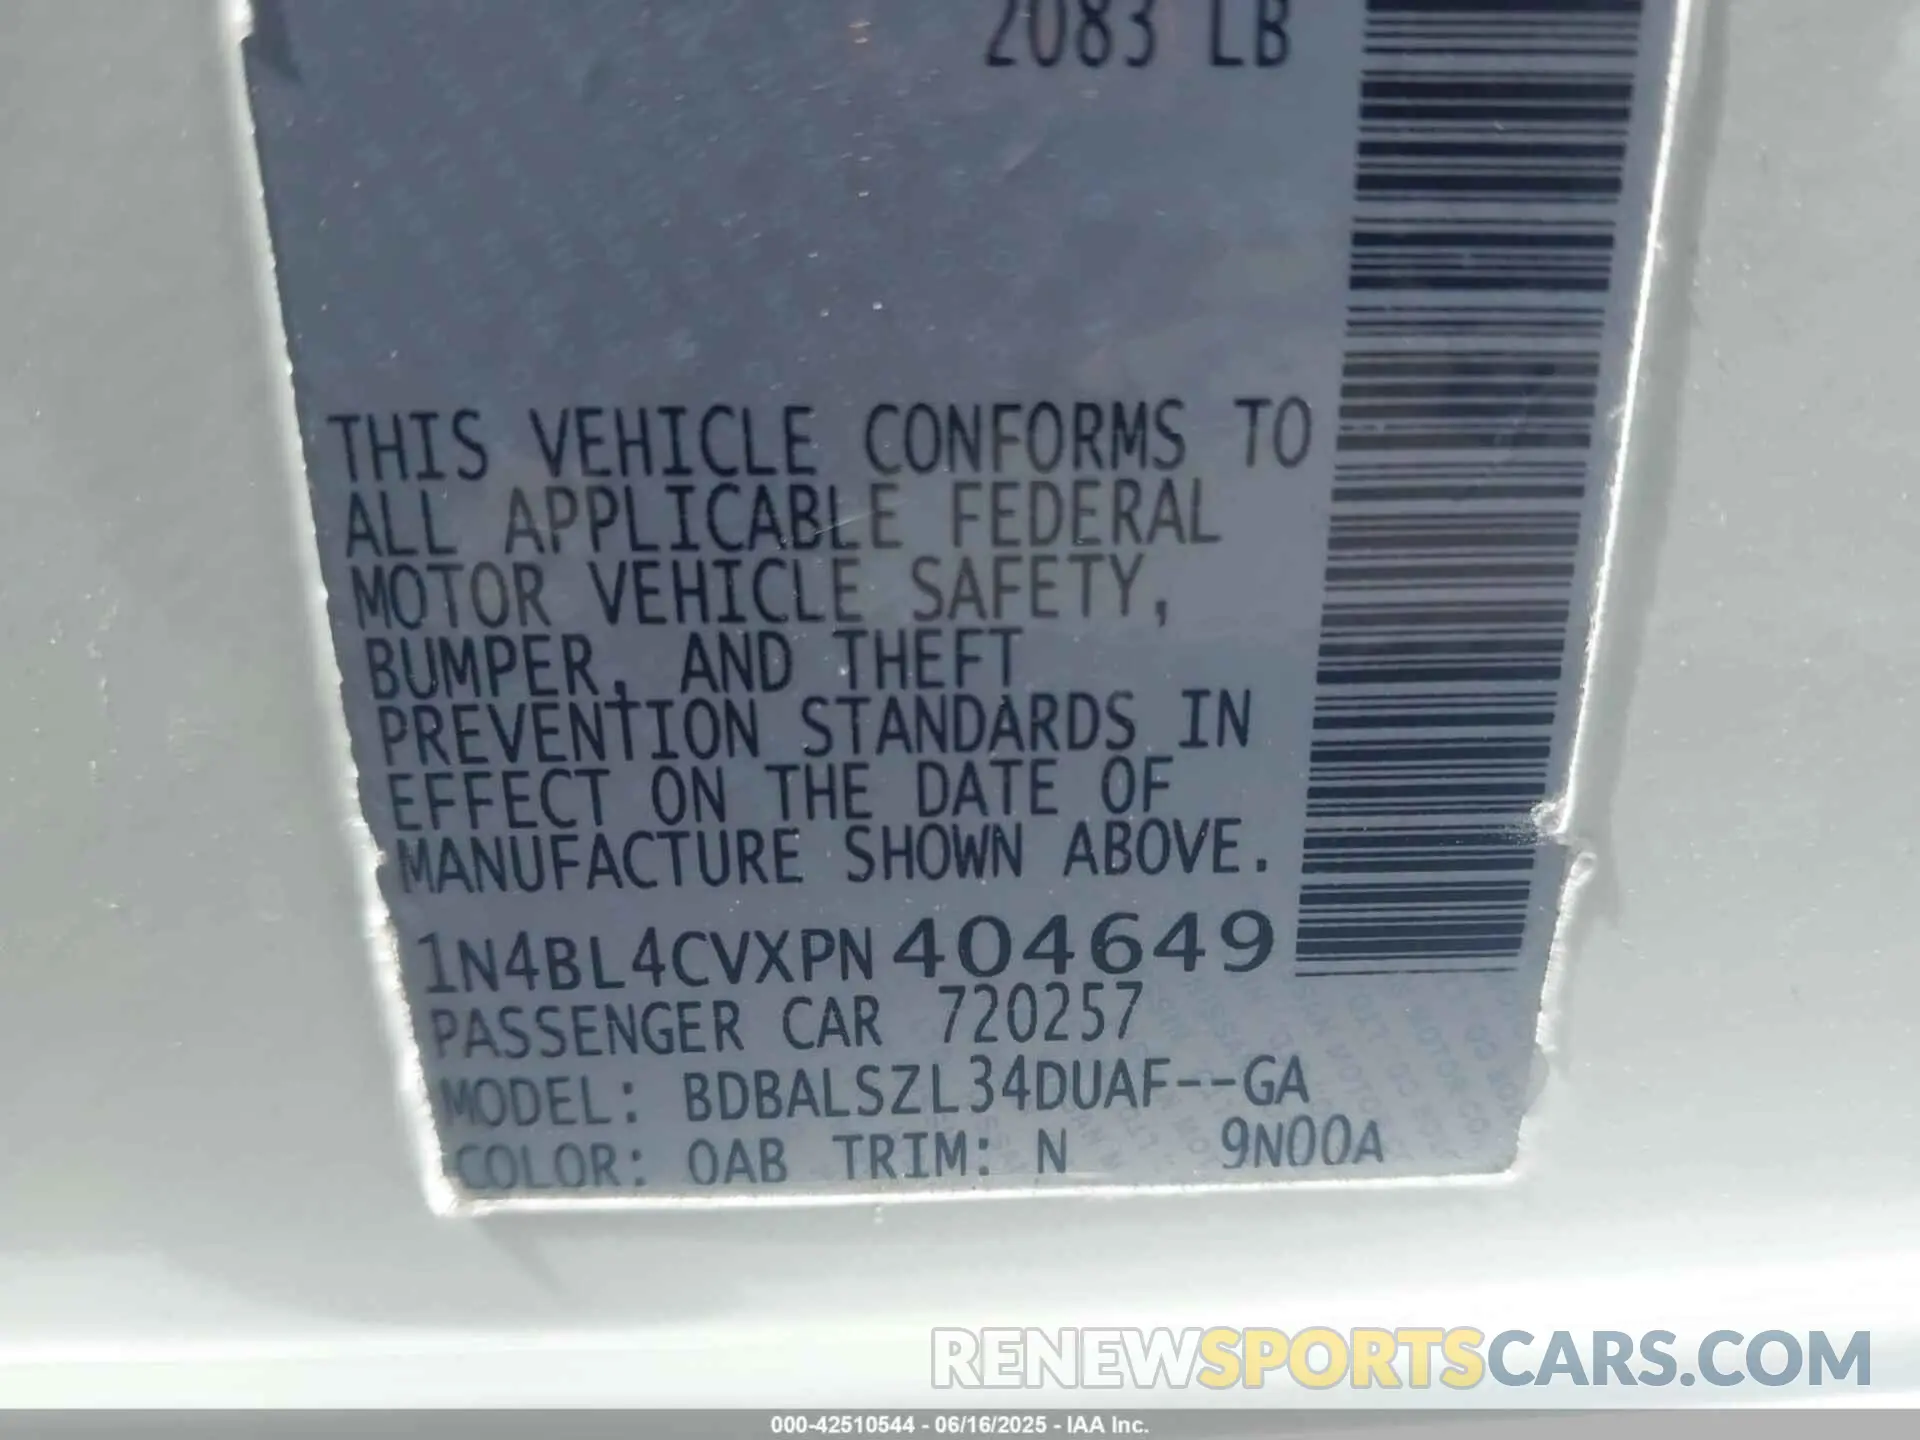 2083 LB
THIS VEHICLE CONFORMS TO
ALL APPLICABLE FEDERAL
MOTOR VEHICLE SAFETY,
BUMPER, AND THEFT
PREVENTION STANDARDS IN
EFFECT ON THE DATE OF
MANUFACTURE SHOWN ABOVE.
1N4BL4CVXPN404649
PASSENGER CAR 720257
MODEL: BDBALSZL34DUAF--GA
COLOR: QAB TRIM: N 9N00A
RENEWSPORTSCARS.COM
000-42510544 - 06/16/2025 - IAA Inc.